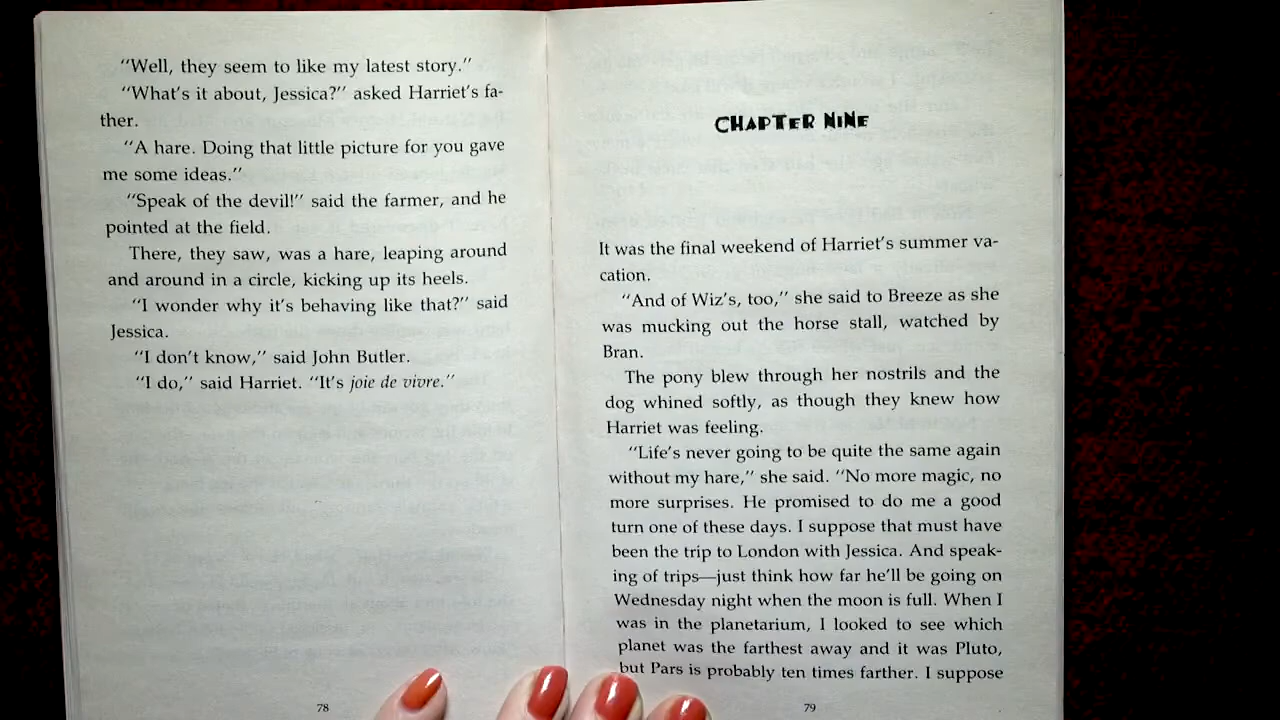 “Well, they seem to like my latest story.”
“What’s it about, Jessica?” asked Harriet’s fa-
ther.
“A hare. Doing that little picture for you gave
me some ideas.”
“Speak of the devil!” said the farmer, and he
pointed at the field.
There, they saw, was a hare, leaping around
and around in a circle, kicking up its heels.
“I wonder why it’s behaving like that?” said
Jessica.
“I don’t know,” said John Butler.
“I do,” said Harriet. “It’s joie de vivre.”
78
CHAPTER NINE
It was the final weekend of Harriet’s summer va-
cation.
“And of Wiz’s, too,” she said to Breeze as she
was mucking out the horse stall, watched by
Bran.
The pony blew through her nostrils and the
dog whined softly, as though they knew how
Harriet was feeling.
“Life’s never going to be quite the same again
without my hare,” she said. “No more magic, no
more surprises. He promised to do me a good
turn one of these days. I suppose that must have
been the trip to London with Jessica. And speak-
ing of trips—just think how far he’ll be going on
Wednesday night when the moon is full. When I
was in the planetarium, I looked to see which
planet was the farthest away and it was Pluto,
but Pars is probably ten times farther. I suppose
79